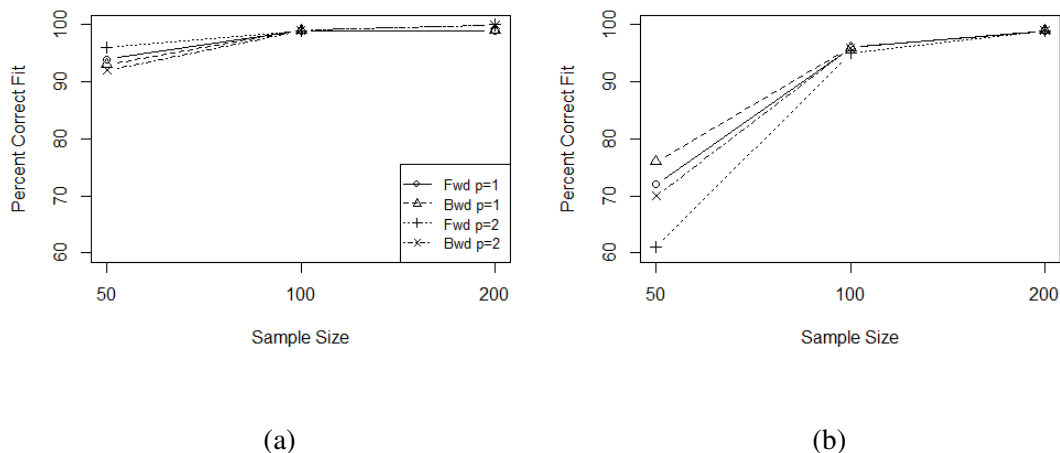 Percent Correct Fit
100
90
80
70
60
Fwd p=1
Bwd p=1
Fwd p=2
Bwd p=2
50 100 200
Sample Size
(a)
Percent Correct Fit
100
90
80
70
60
50 100 200
Sample Size
(b)